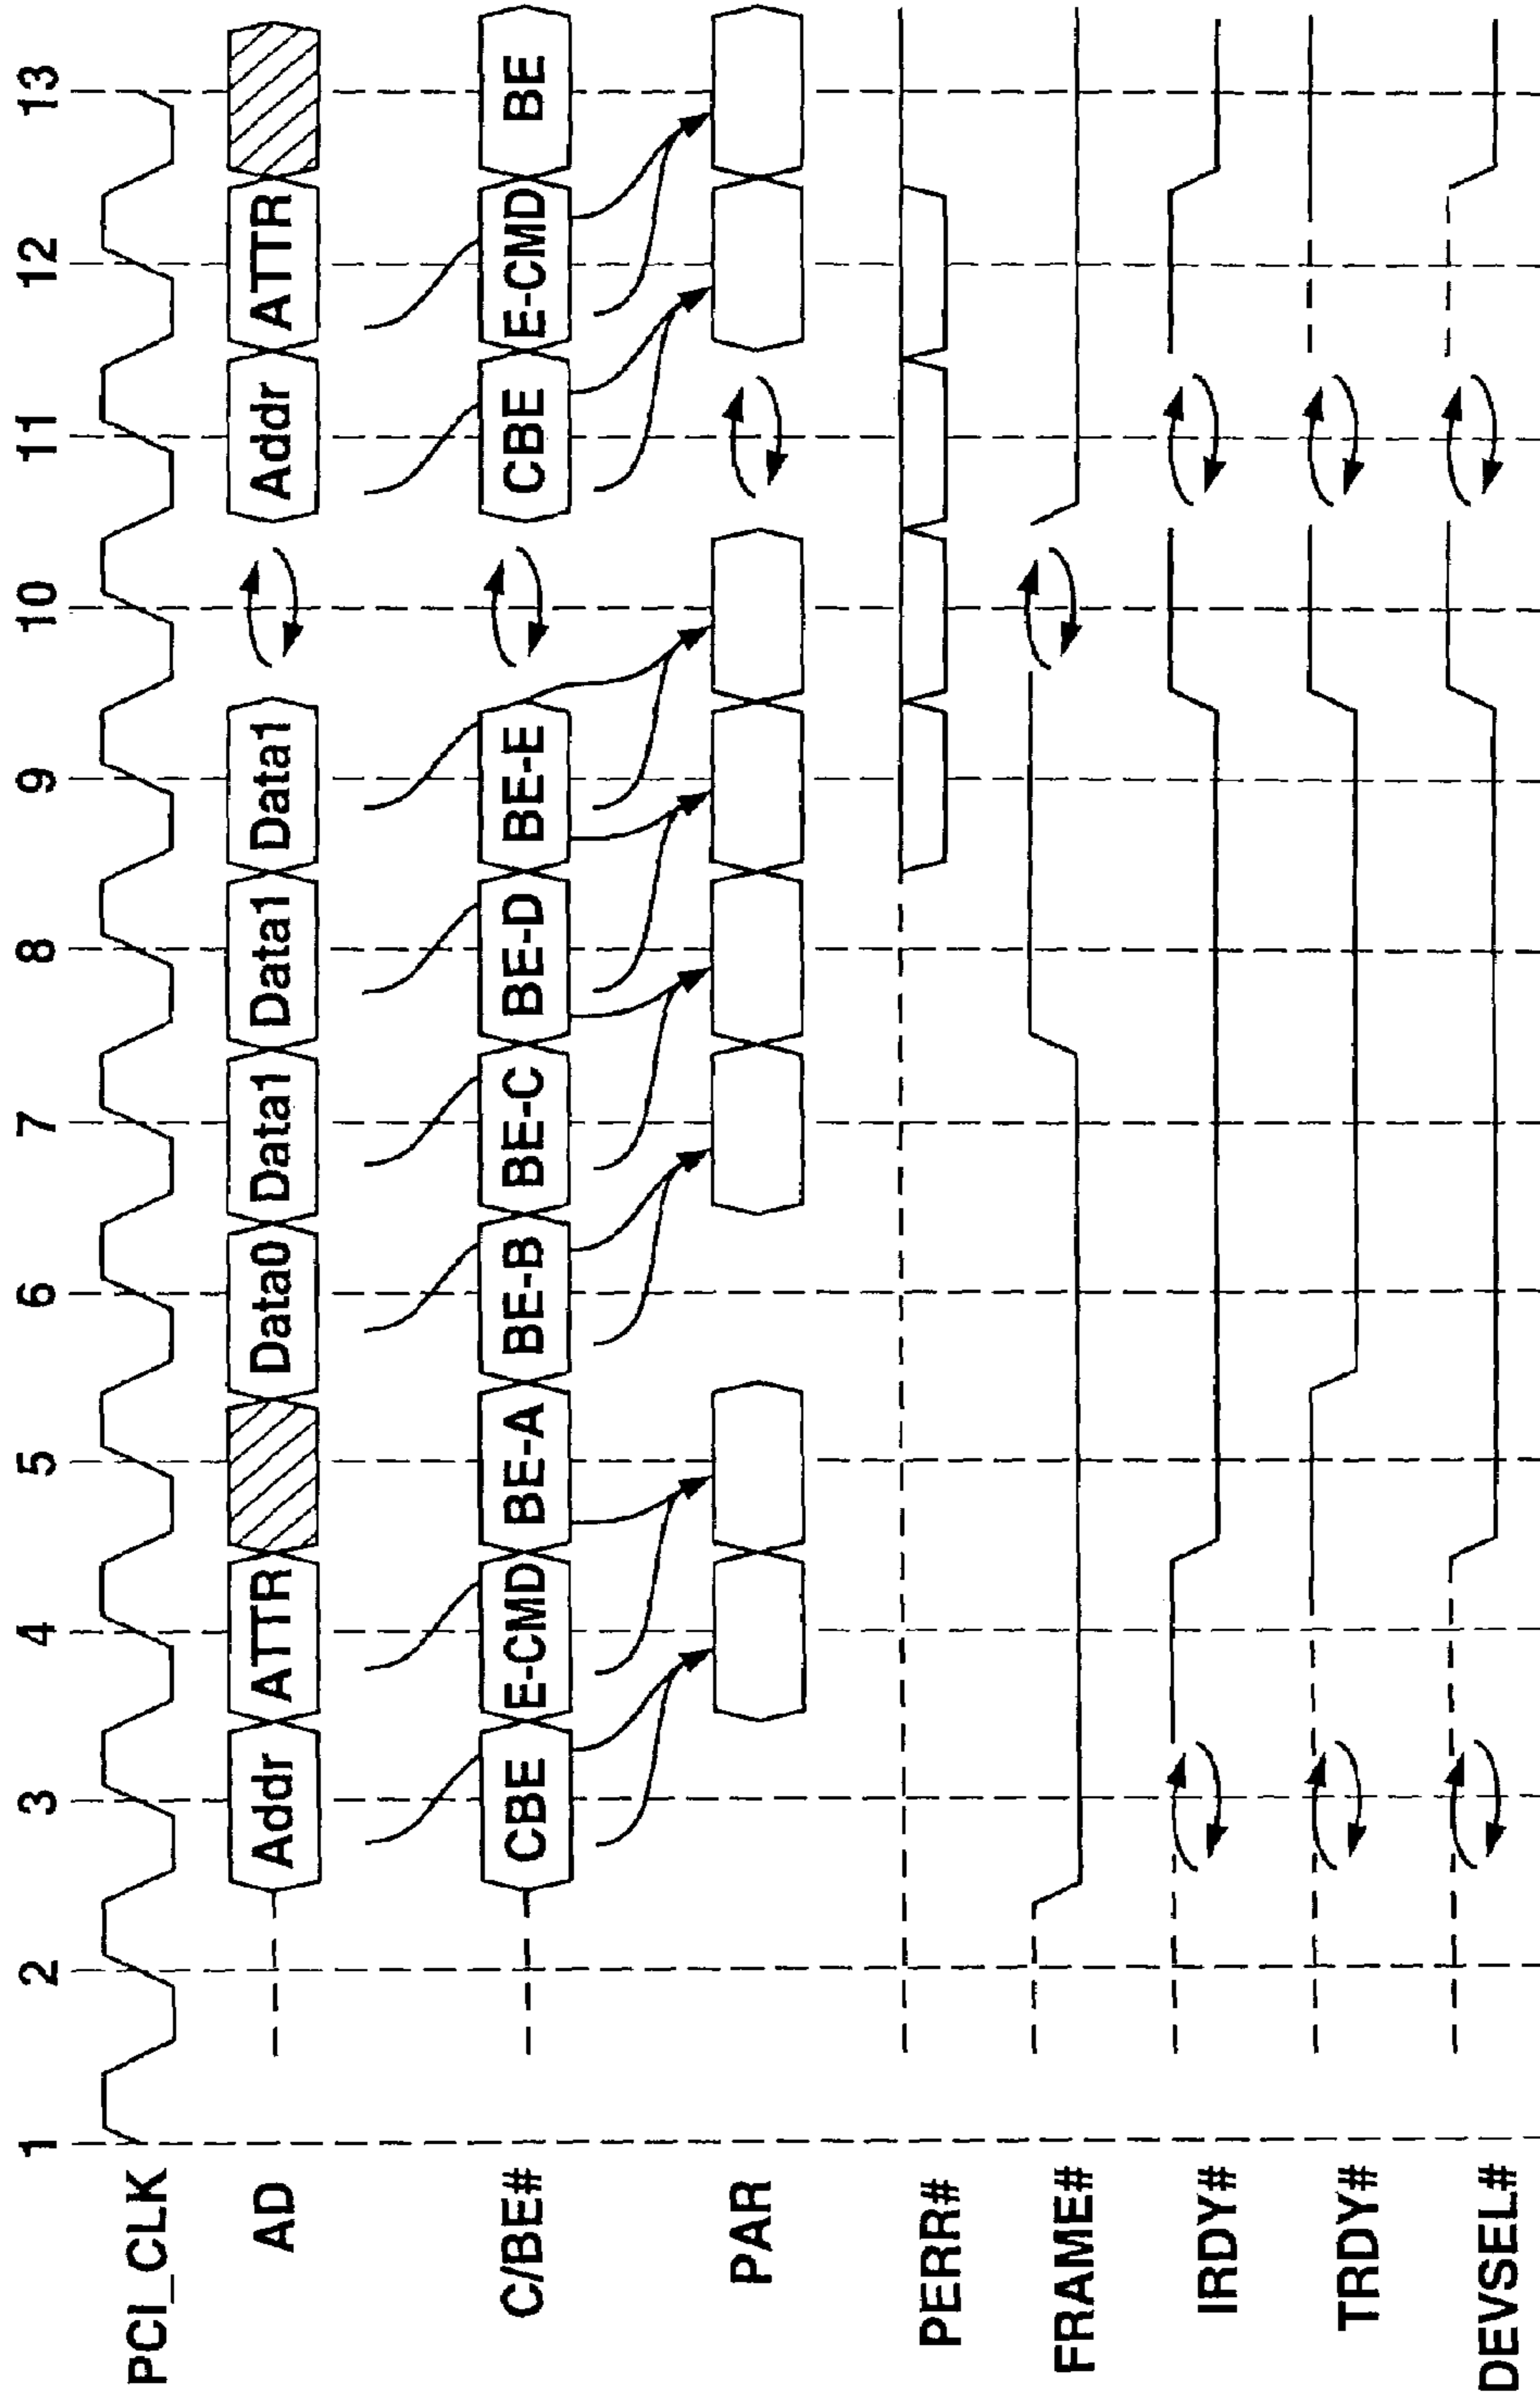 1 2 3 4 5 6 7 8 9 10 11 12 13
PCI_CLK
AD Addr ATTR Data0 Data1 Data1 Data1 Addr ATTR
C/BE# CBE E-CMD BE-A BE-B BE-C BE-D BE-E CBE E-CMD BE
PAR
PERR#
FRAME#
IRDY#
TRDY#
DEVSEL#